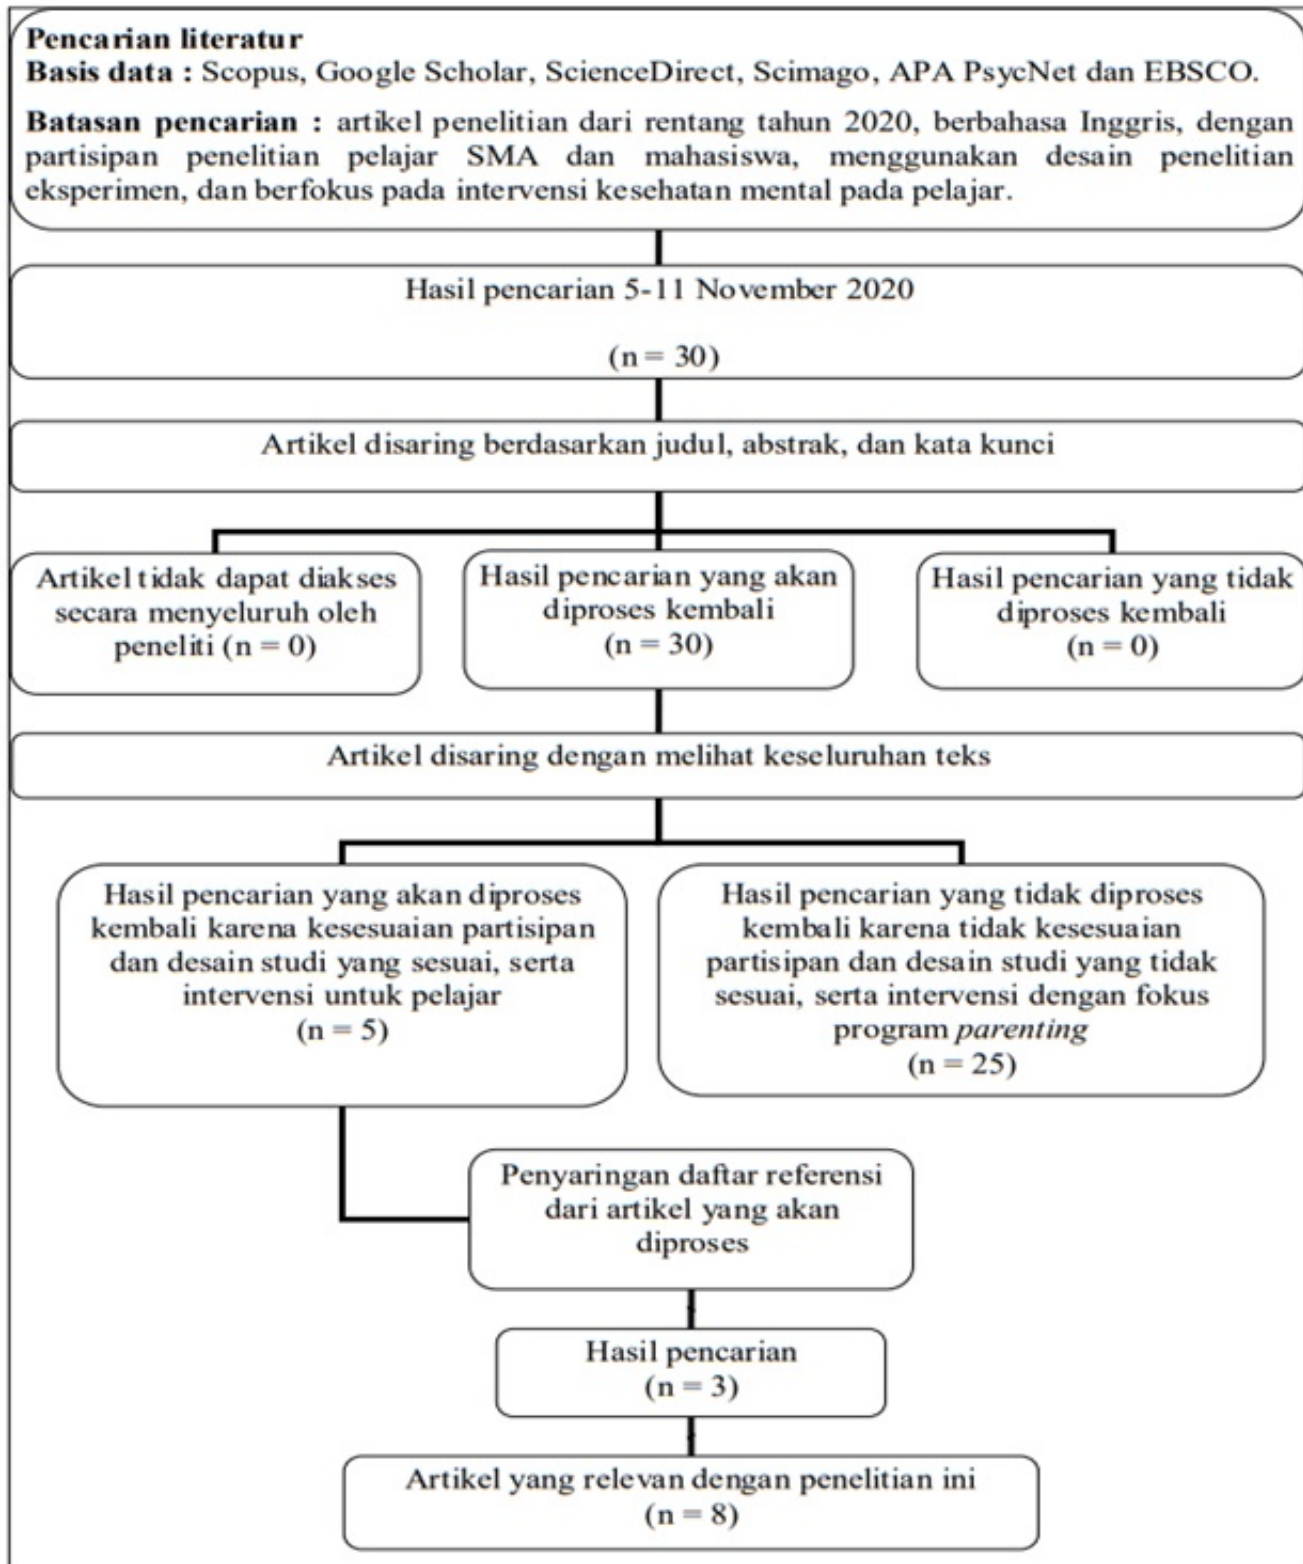 Pencarian literatur
Basis data : Scopus, Google Scholar, ScienceDirect, Scimago, APA PsycNet dan EBSCO.
Batasan pencarian : artikel penelitian dari rentang tahun 2020, berbahasa Inggris, dengan
partisipan penelitian pelajar SMA dan mahasiswa, menggunakan desain penelitian
eksperimen, dan berfokus pada intervensi kesehatan mental pada pelajar.
Hasil pencarian 5-11 November 2020
(n = 30)
Artikel disaring berdasarkan judul, abstrak, dan kata kunci
Artikel tidak dapat diakses
secara menyeluruh oleh
peneliti (n = 0)
Hasil pencarian yang akan
diproses kembali
(n = 30)
Hasil pencarian yang tidak
diproses kembali
(n = 0)
Artikel disaring dengan melihat keseluruhan teks
Hasil pencarian yang akan diproses
kembali karena kesesuaian partisipan
dan desain studi yang sesuai, serta
intervensi untuk pelajar
(n = 5)
Hasil pencarian yang tidak diproses
kembali karena tidak kesesuaian
partisipan dan desain studi yang tidak
sesuai, serta intervensi dengan fokus
program parenting
(n = 25)
Penyaringan daftar referensi
dari artikel yang akan
diproses
Hasil pencarian
(n = 3)
Artikel yang relevan dengan penelitian ini
(n = 8)